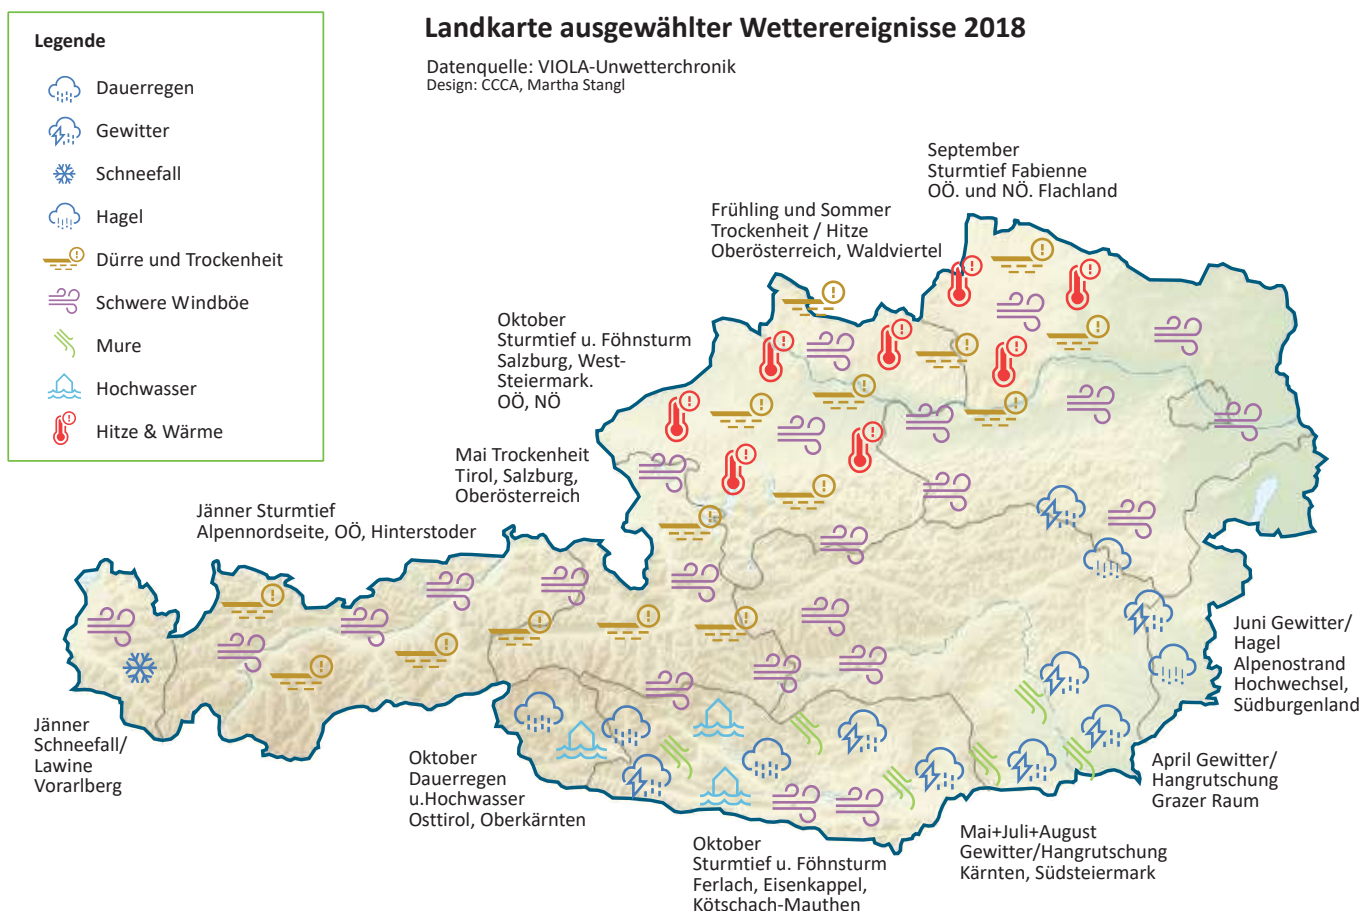 Landkarte ausgewählter Wetterereignisse 2018
Datenquelle: VIOLA-Unwetterchronik
Design: CCCA, Martha Stangl
Legende
Dauerregen
Gewitter
Schneefall
Hagel
Dürre und Trockenheit
Schwere Windböe
Mure
Hochwasser
Hitze & Wärme
September
Sturmtief Fabienne
OÖ. und NÖ. Flachland
Frühling und Sommer
Trockenheit / Hitze
Oberösterreich, Waldviertel
Oktober
Sturmtief u. Föhnsturm
Salzburg, West-
Steiermark.
OÖ, NÖ
Mai Trockenheit
Tirol, Salzburg,
Oberösterreich
Jänner Sturmtief
Alpennordseite, OÖ, Hinterstoder
Jänner
Schneefall/
Lawine
Vorarlberg
Oktober
Dauerregen
u.Hochwasser
Osttirol, Oberkärnten
Oktober
Sturmtief u. Föhnsturm
Ferlach, Eisenkappel,
Kötschach-Mauthen
Mai+Juli+August
Gewitter/Hangrutschung
Kärnten, Südsteiermark
April Gewitter/
Hangrutschung
Grazer Raum
Juni Gewitter/
Hagel
Alpenostrand
Hochwechsel,
Südburgenland